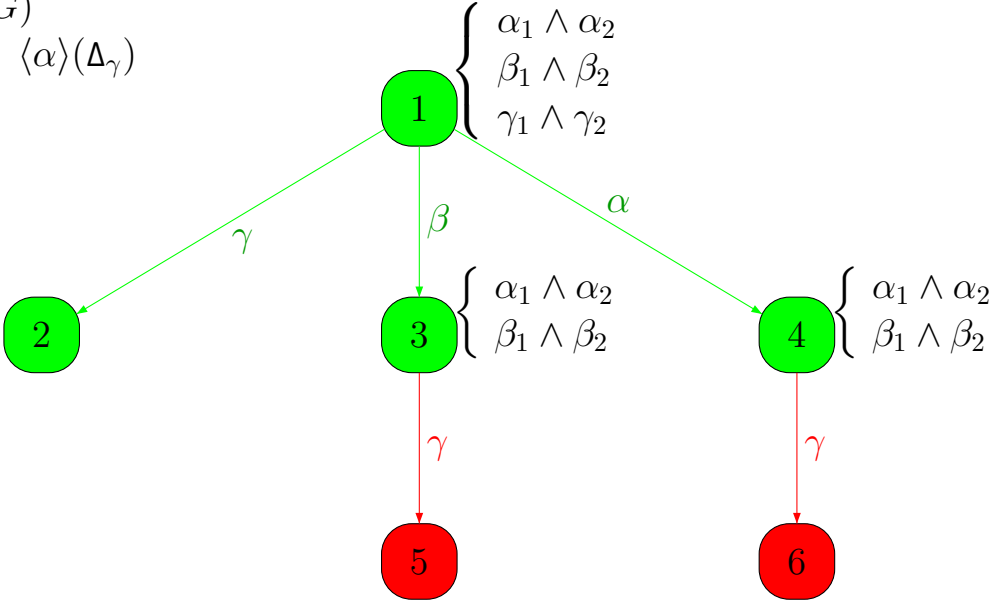 G)
⟨α⟩(Δ_γ)
α₁ ∧ α₂
β₁ ∧ β₂
γ₁ ∧ γ₂
1
α
β
γ
α₁ ∧ α₂
β₁ ∧ β₂
α₁ ∧ α₂
β₁ ∧ β₂
2
3
4
γ
γ
5
6